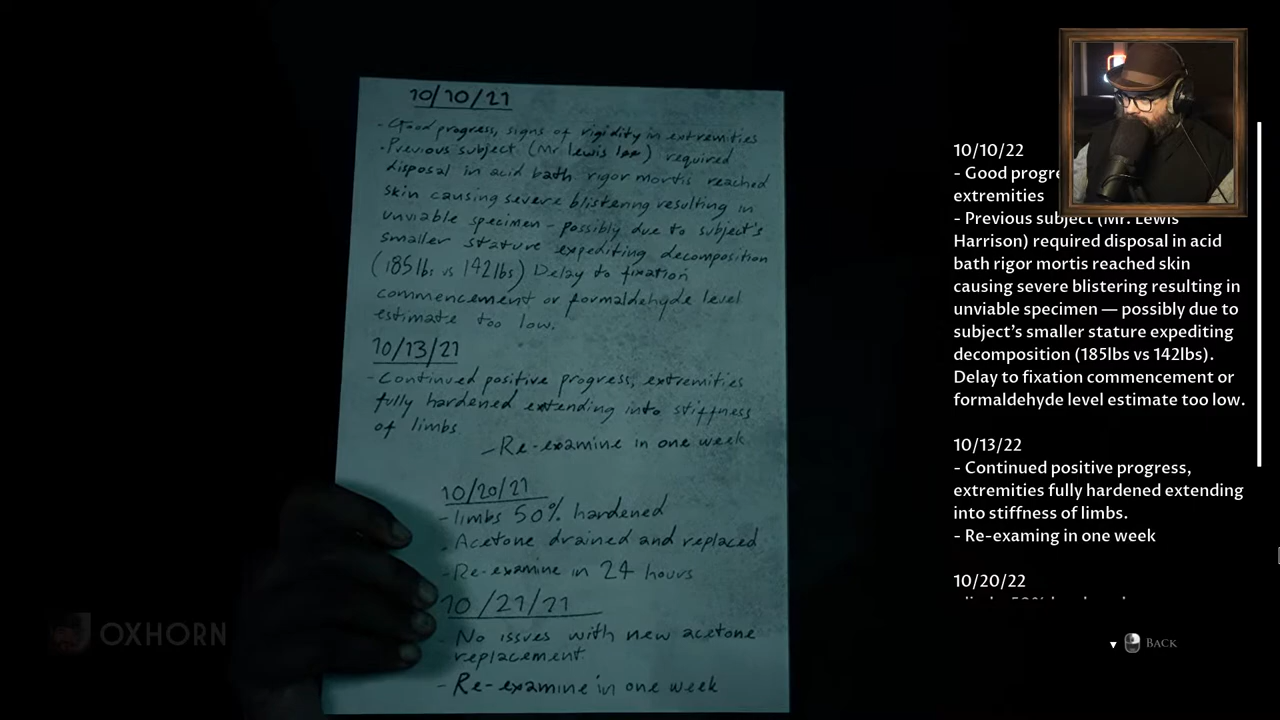 10/10/21
- Good progress, signs of rigidity in extremities
- Previous subject (Mr Lewis) required
disposal in acid bath rigor mortis reached
skin causing severe blistering resulting in
unviable specimen - possibly due to subject's
smaller stature expediting decomposition
(185lbs vs 142lbs) Delay to fixation
commencement or formaldehyde level
estimate too low.
10/13/21
- Continued positive progress, extremities
fully hardened extending into stiffness
of limbs
- Re-examine in one week
10/20/21
- limbs 50% hardened
- Acetone drained and replaced
- Re-examine in 24 hours
10/21/21
- No issues with new acetone
replacement.
- Re-examine in one week
OXHORN
10/10/22
- Good progre
extremities
- Previous subject (Mr. Lewis
Harrison) required disposal in acid
bath rigor mortis reached skin
causing severe blistering resulting in
unviable specimen — possibly due to
subject's smaller stature expediting
decomposition (185lbs vs 142lbs).
Delay to fixation commencement or
formaldehyde level estimate too low.
10/13/22
- Continued positive progress,
extremities fully hardened extending
into stiffness of limbs.
- Re-examing in one week
10/20/22
BACK